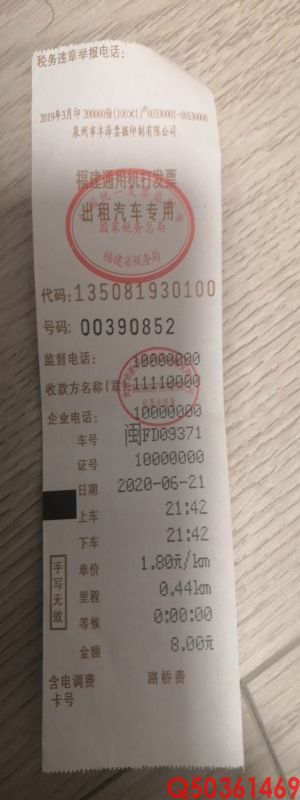 税务违章举报电话:
2019年3月印 200000份(100×1)#00330001-00530000
泉州市丰泽票证印制有限公司
福建通用机打发票
出租汽车专用
国家税务总局
福建省税务局
代码:135081930100
号码:00390852
监督电话: 10000000
收款方名称(章):11110000
企业电话: 10000000
车号 闽FD09371
证号 10000000
日期 2020-06-21
上车 21:42
下车 21:42
单价 1.80元/km
里程 0.44km
等候 0:00:00
金额 8.00元
手写无效
含电调费 路桥费
卡号
Q50361469